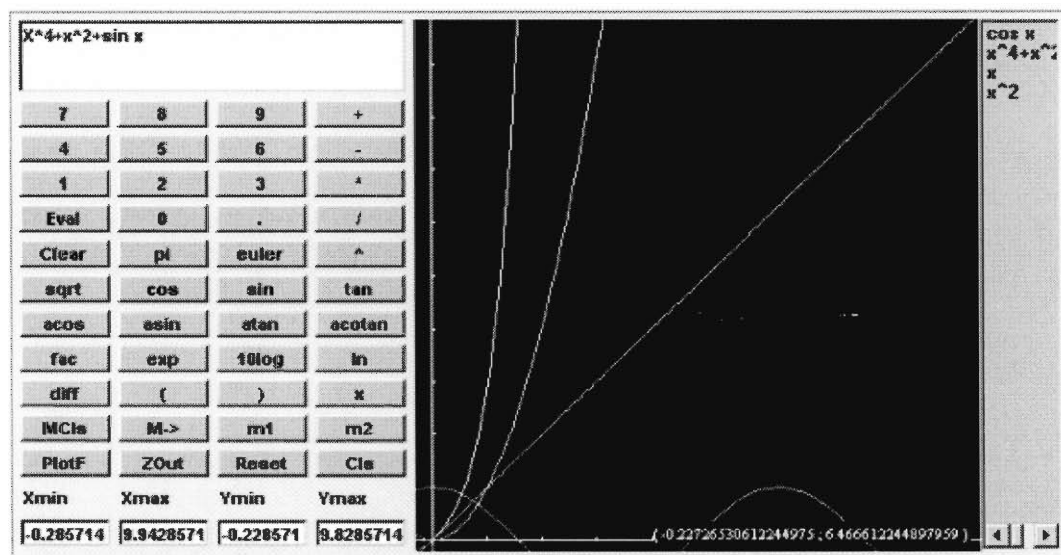 X^4+x^2+sin x
7 8 9 +
4 5 6 -
1 2 3 *
Eval 0 . /
Clear pi euler ^
sqrt cos sin tan
acos asin atan acotan
fac exp 10log ln
diff ( ) x
MCls M-> m1 m2
PlotF ZOut Reset Cls
Xmin Xmax Ymin Ymax
-0.285714 9.9428571 -0.228571 9.8285714
cos x
x^4+x^2
x
x^2
( -0.22726530612244975 ; 6.466612244897959 )